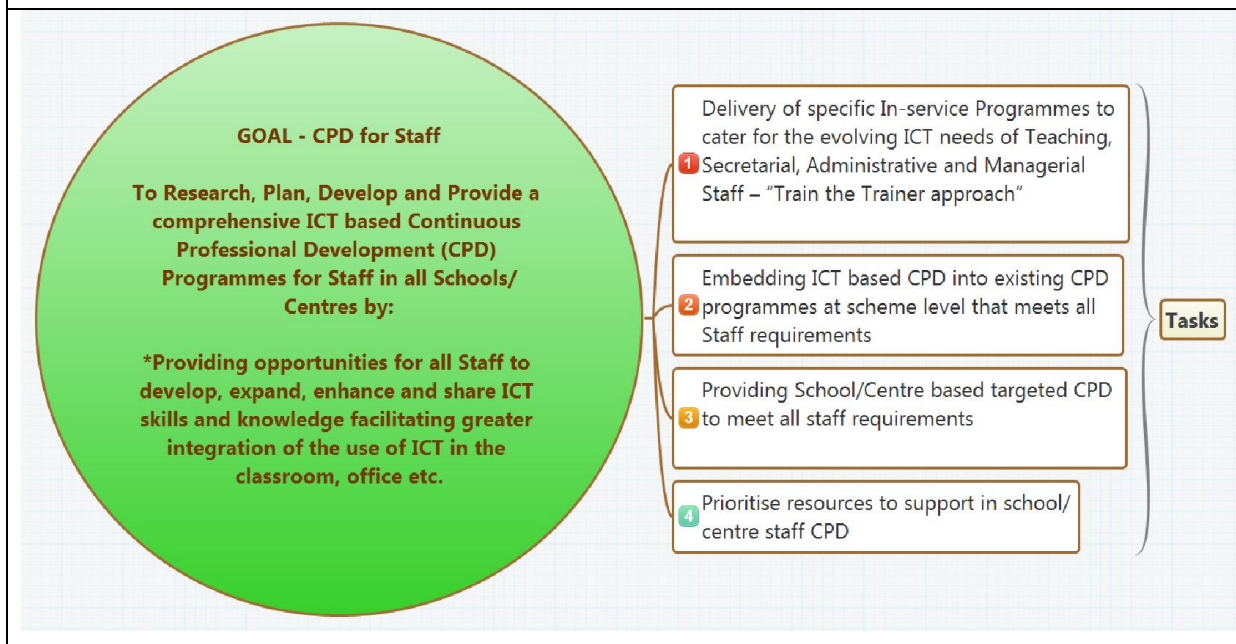 GOAL - CPD for Staff
To Research, Plan, Develop and Provide a
comprehensive ICT based Continuous
Professional Development (CPD)
Programmes for Staff in all Schools/
Centres by:
*Providing opportunities for all Staff to
develop, expand, enhance and share ICT
skills and knowledge facilitating greater
integration of the use of ICT in the
classroom, office etc.
1
Delivery of specific In-service Programmes to
cater for the evolving ICT needs of Teaching,
Secretarial, Administrative and Managerial
Staff – “Train the Trainer approach”
2
Embedding ICT based CPD into existing CPD
programmes at scheme level that meets all
Staff requirements
3
Providing School/Centre based targeted CPD
to meet all staff requirements
4
Prioritise resources to support in school/
centre staff CPD
Tasks